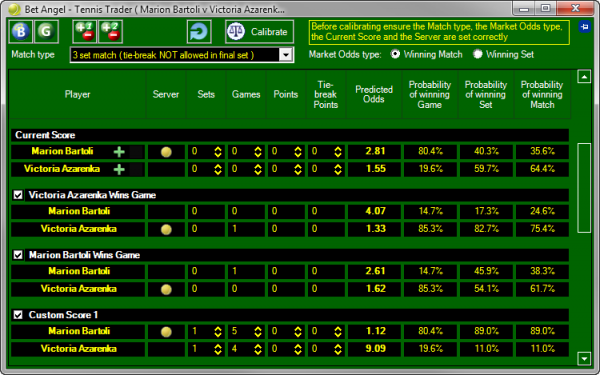 Bet Angel - Tennis Trader ( Marion Bartoli v Victoria Azarenk...
B G +1 -1 +2 -2 Calibrate
Before calibrating ensure the Match type, the Market Odds type,
the Current Score and the Server are set correctly
Match type 3 set match ( tie-break NOT allowed in final set ) Market Odds type: Winning Match Winning Set
Player Server Sets Games Points Tie-break Points Predicted Odds Probability of winning Game Probability of winning Set Probability of winning Match
Current Score
Marion Bartoli 0 0 0 0 2.81 80.4% 40.3% 35.6%
Victoria Azarenka 0 0 0 0 1.55 19.6% 59.7% 64.4%
Victoria Azarenka Wins Game
Marion Bartoli 0 0 0 0 4.07 14.7% 17.3% 24.6%
Victoria Azarenka 0 1 0 0 1.33 85.3% 82.7% 75.4%
Marion Bartoli Wins Game
Marion Bartoli 0 1 0 0 2.61 14.7% 45.9% 38.3%
Victoria Azarenka 0 0 0 0 1.62 85.3% 54.1% 61.7%
Custom Score 1
Marion Bartoli 1 5 0 0 1.12 80.4% 89.0% 89.0%
Victoria Azarenka 1 4 0 0 9.09 19.6% 11.0% 11.0%